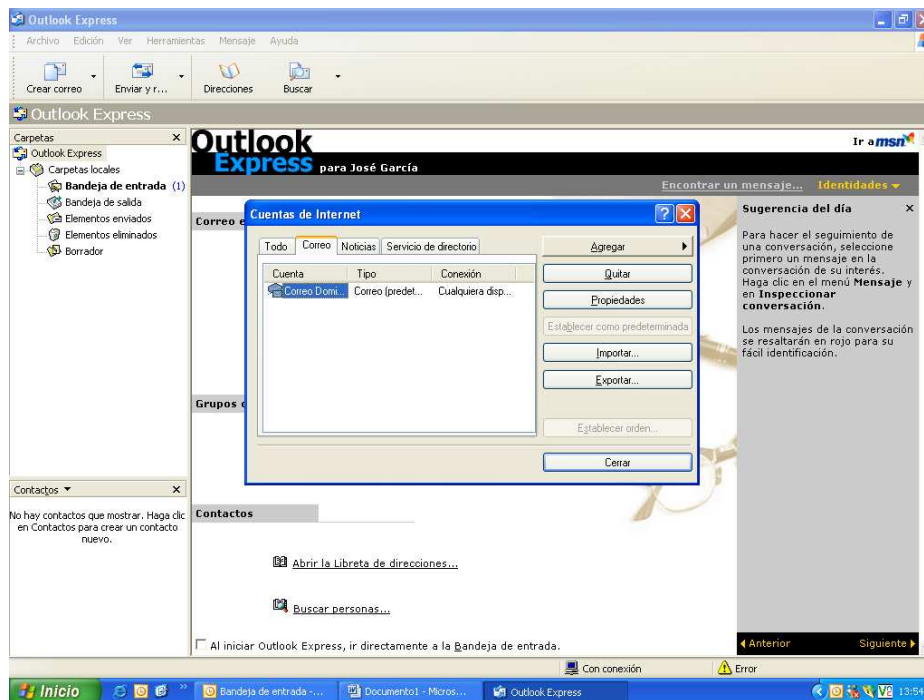 Outlook Express
Archivo Edición Ver Herramientas Mensaje Ayuda
Crear correo Enviar y r... Direcciones Buscar
Outlook Express
Carpetas
Outlook Express
Carpetas locales
Bandeja de entrada (1)
Bandeja de salida
Elementos enviados
Elementos eliminados
Borrador
Contactos
No hay contactos que mostrar. Haga clic
en Contactos para crear un contacto
nuevo.
Outlook
Express para José García
Ir a msn
Encontrar un mensaje... Identidades
Correo e
Grupos
Cuentas de Internet
Todo Correo Noticias Servicio de directorio
Cuenta Tipo Conexión
Correo Domi... Correo (predet... Cualquiera disp...
Agregar
Quitar
Propiedades
Establecer como predeterminada
Importar...
Exportar...
Establecer orden...
Cerrar
Contactos
Abrir la Libreta de direcciones...
Buscar personas...
Al iniciar Outlook Express, ir directamente a la Bandeja de entrada.
Sugerencia del día
Para hacer el seguimiento de
una conversación, seleccione
primero un mensaje en la
conversación de su interés.
Haga clic en el menú Mensaje y
en Inspeccionar
conversación.
Los mensajes de la conversación
se resaltarán en rojo para su
fácil identificación.
Anterior Siguiente
Con conexión Error
Inicio Bandeja de entrada -... Documento1 - Micros... Outlook Express 13:59